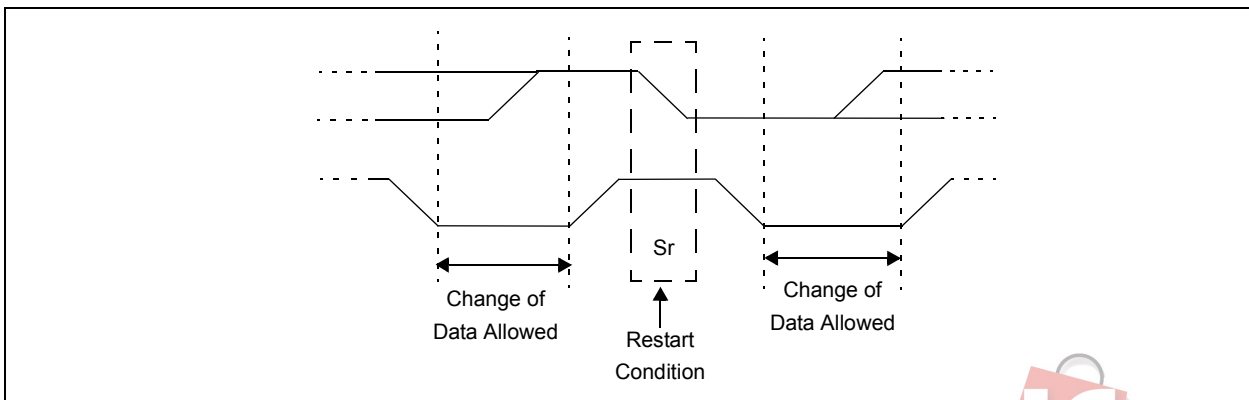 Sr
Change of
Data Allowed
Restart
Condition
Change of
Data Allowed